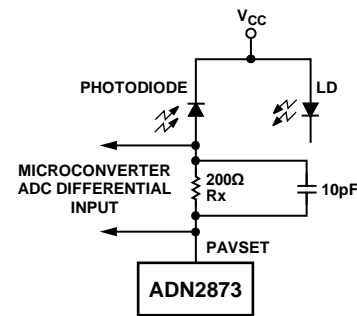 VCC
PHOTODIODE
LD
MICROCONVERTER
ADC DIFFERENTIAL
INPUT
200Ω
Rx
10pF
PAVSET
ADN2873